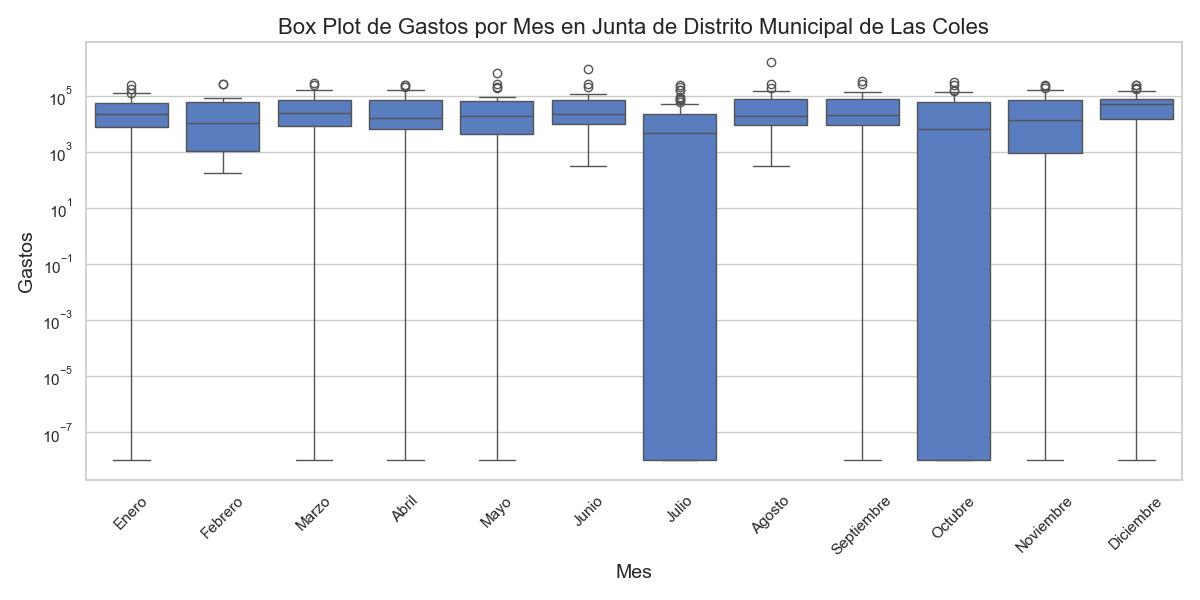 Box Plot de Gastos por Mes en Junta de Distrito Municipal de Las Coles
Gastos
10^5
10^3
10^1
10^−1
10^−3
10^−5
10^−7
Enero
Febrero
Marzo
Abril
Mayo
Junio
Julio
Agosto
Septiembre
Octubre
Noviembre
Diciembre
Mes